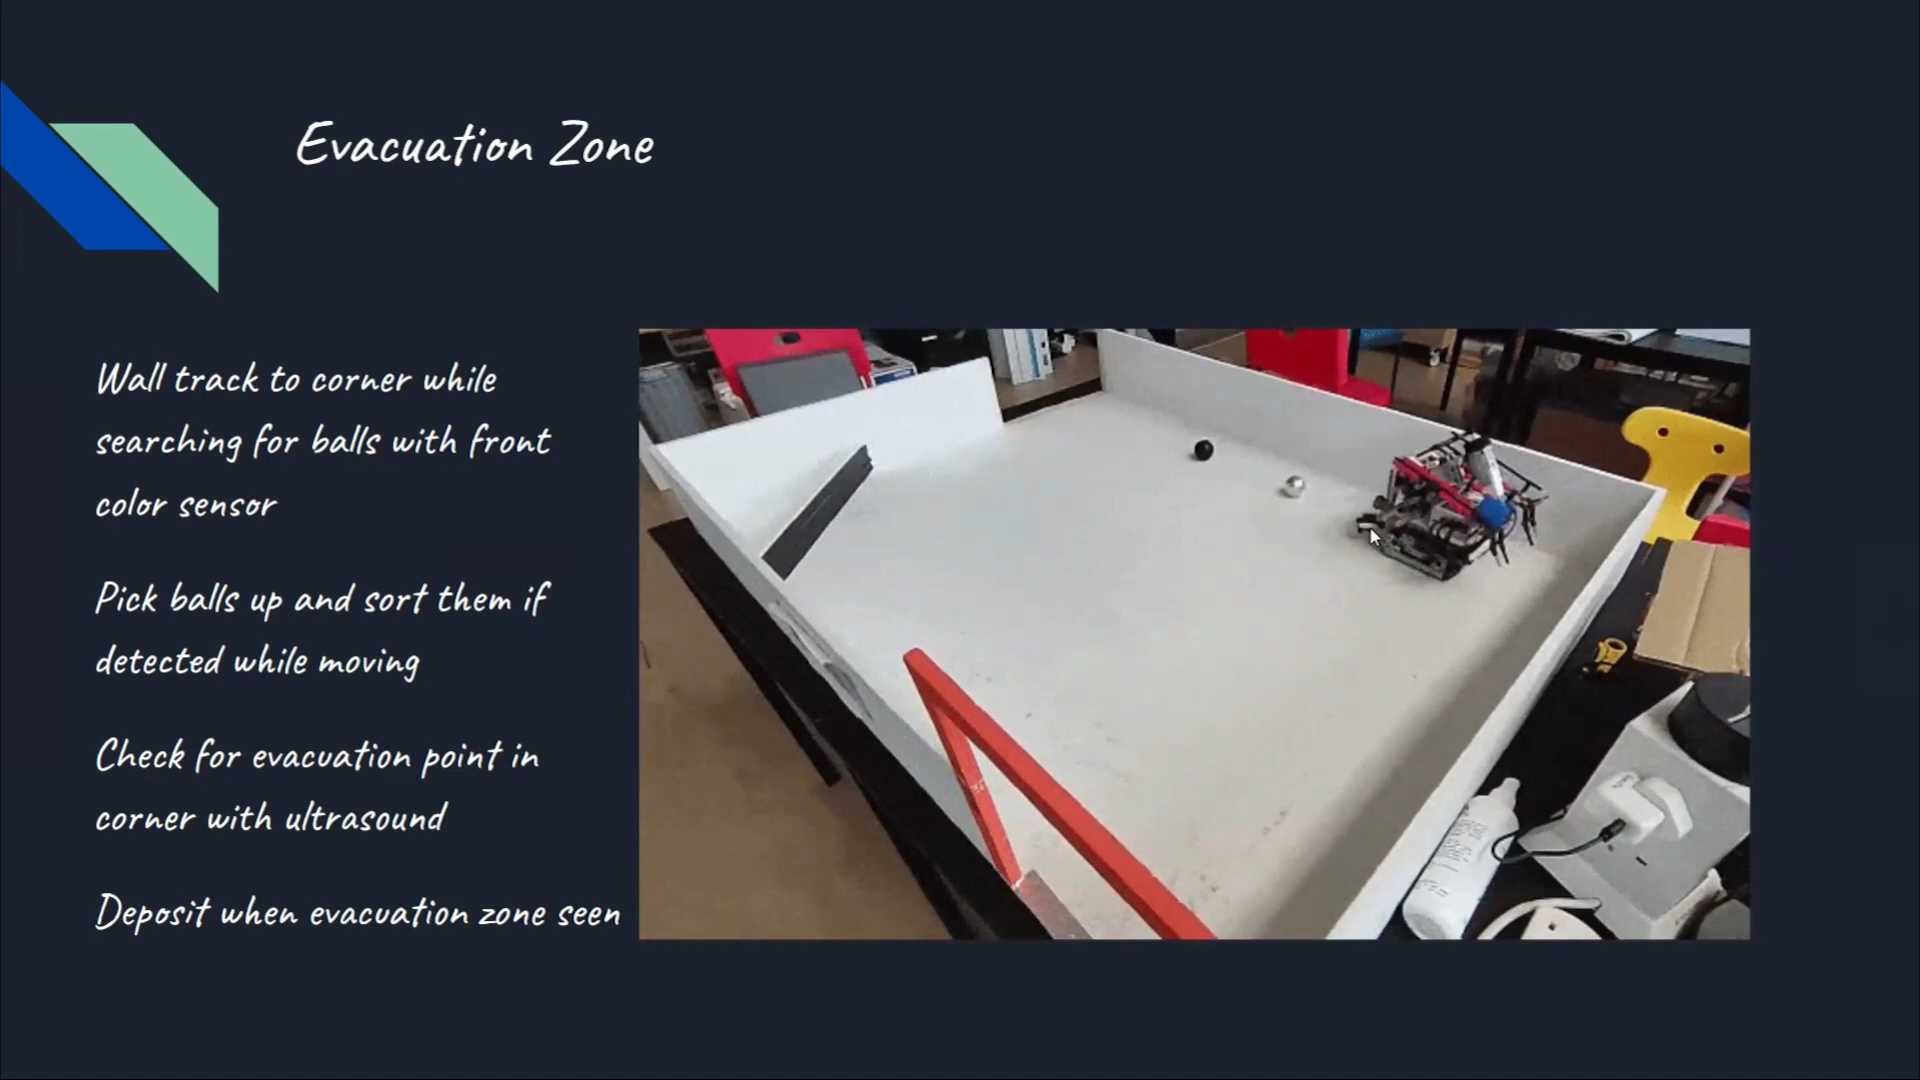 Evacuation Zone
Wall track to corner while
searching for balls with front
color sensor
Pick balls up and sort them if
detected while moving
Check for evacuation point in
corner with ultrasound
Deposit when evacuation zone seen